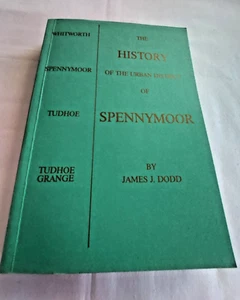 WHITWORTH
SPENNYMOOR
TUDHOE
TUDHOE
GRANGE
THE
HISTORY
OF THE URBAN DISTRICT
OF
SPENNYMOOR
BY
JAMES J. DODD